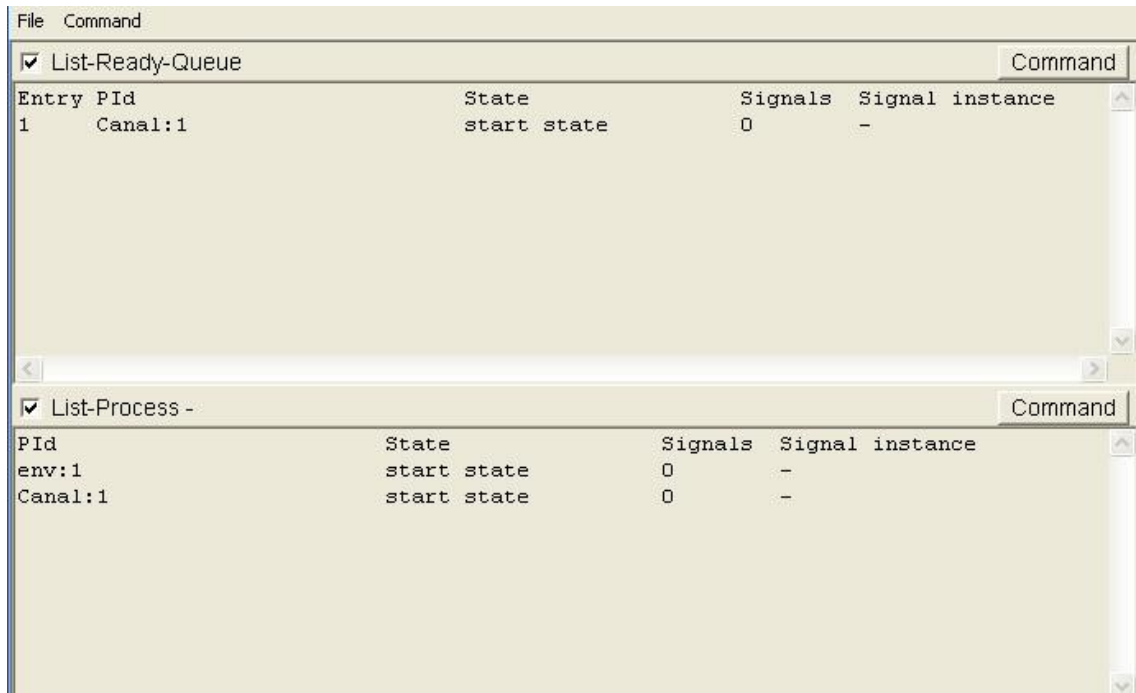 File Command
List-Ready-Queue Command
Entry PId State Signals Signal instance
1 Canal:1 start state 0 -
List-Process - Command
PId State Signals Signal instance
env:1 start state 0 -
Canal:1 start state 0 -